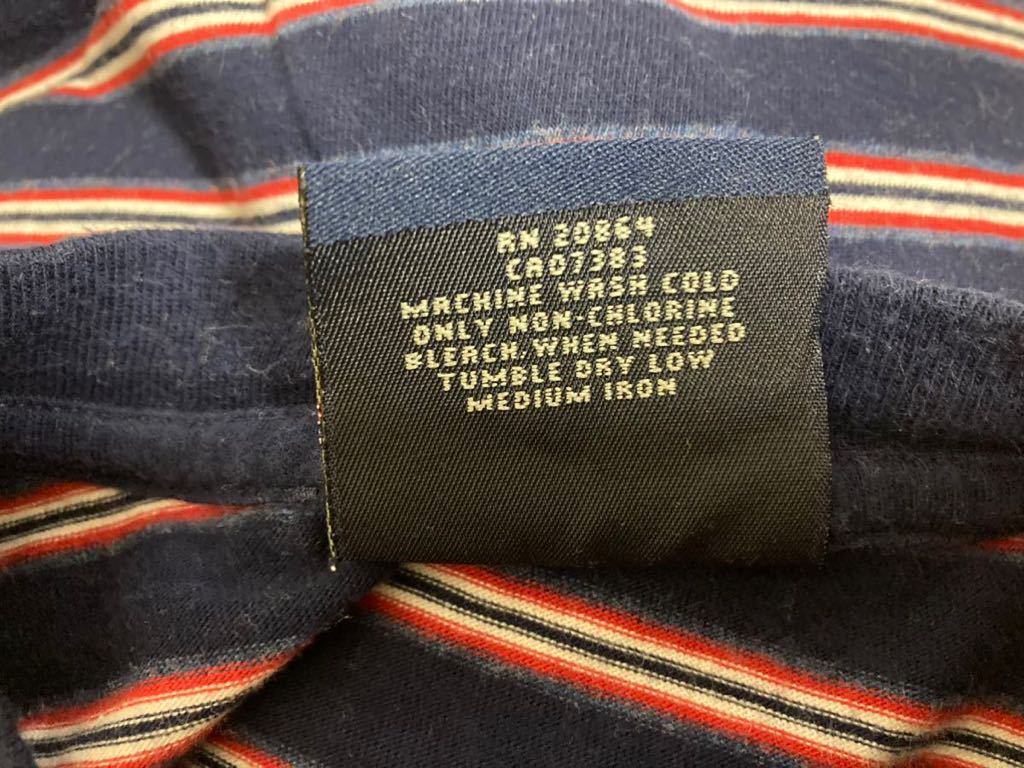 RN 20864
CA07383
MACHINE WASH COLD
ONLY NON-CHLORINE
BLEACH, WHEN NEEDED
TUMBLE DRY LOW
MEDIUM IRON